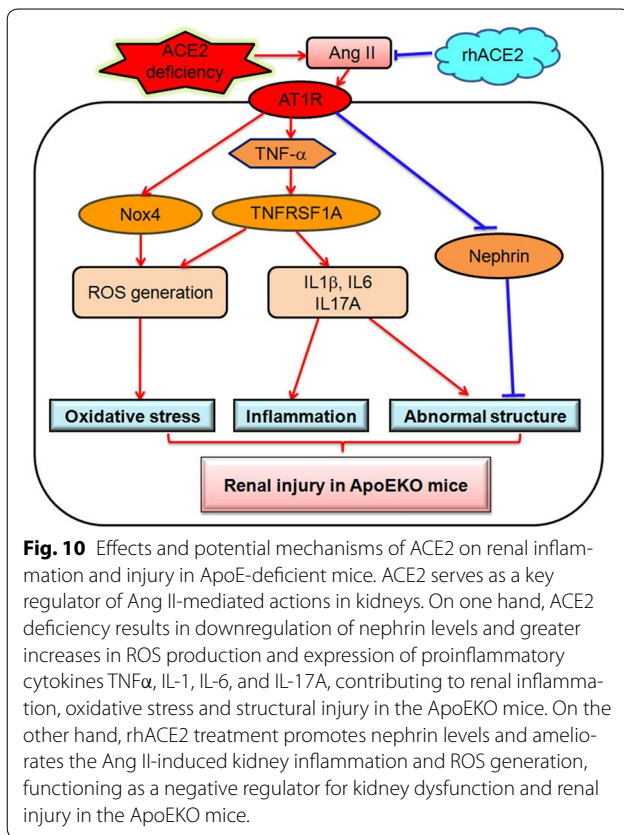 ACE2
deficiency
Ang II
rhACE2
AT1R
TNF-α
Nox4
TNFRSF1A
Nephrin
ROS generation
IL1β, IL6
IL17A
Oxidative stress
Inflammation
Abnormal structure
Renal injury in ApoEKO mice
Fig. 10 Effects and potential mechanisms of ACE2 on renal inflam-
mation and injury in ApoE-deficient mice. ACE2 serves as a key
regulator of Ang II-mediated actions in kidneys. On one hand, ACE2
deficiency results in downregulation of nephrin levels and greater
increases in ROS production and expression of proinflammatory
cytokines TNFα, IL-1, IL-6, and IL-17A, contributing to renal inflamma-
tion, oxidative stress and structural injury in the ApoEKO mice. On the
other hand, rhACE2 treatment promotes nephrin levels and amelio-
rates the Ang II-induced kidney inflammation and ROS generation,
functioning as a negative regulator for kidney dysfunction and renal
injury in the ApoEKO mice.